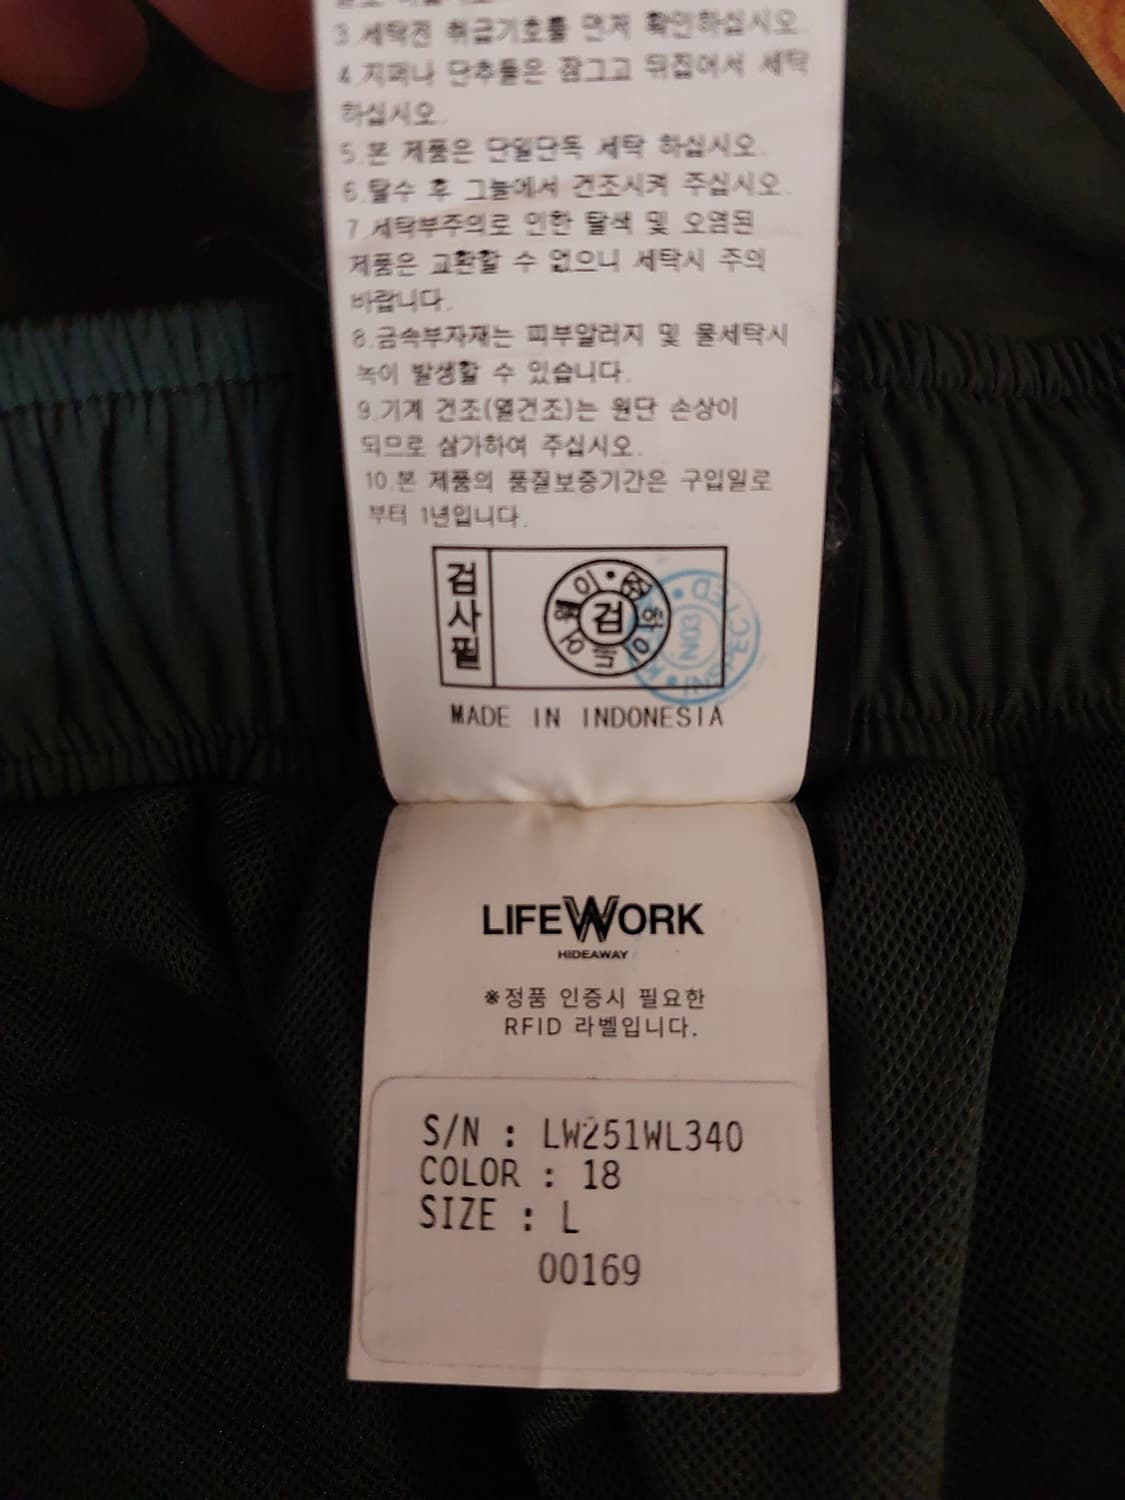 3.세탁전 취급기호를 먼저 확인하십시오.
4.지퍼나 단추들은 잠그고 뒤집어서 세탁
하십시오.
5.본 제품은 단일단독 세탁 하십시오.
6.탈수 후 그늘에서 건조시켜 주십시오.
7.세탁부주의로 인한 탈색 및 오염된
제품은 교환할 수 없으니 세탁시 주의
바랍니다.
8.금속부자재는 피부알러지 및 물세탁시
녹이 발생할 수 있습니다.
9.기계 건조(열건조)는 원단 손상이
되므로 삼가하여 주십시오.
10.본 제품의 품질보증기간은 구입일로
부터 1년입니다.
검사필
검
N03
INSPECTED
MADE IN INDONESIA
LIFEWORK
HIDEAWAY
※정품 인증시 필요한
RFID 라벨입니다.
S/N : LW251WL340
COLOR : 18
SIZE : L
00169